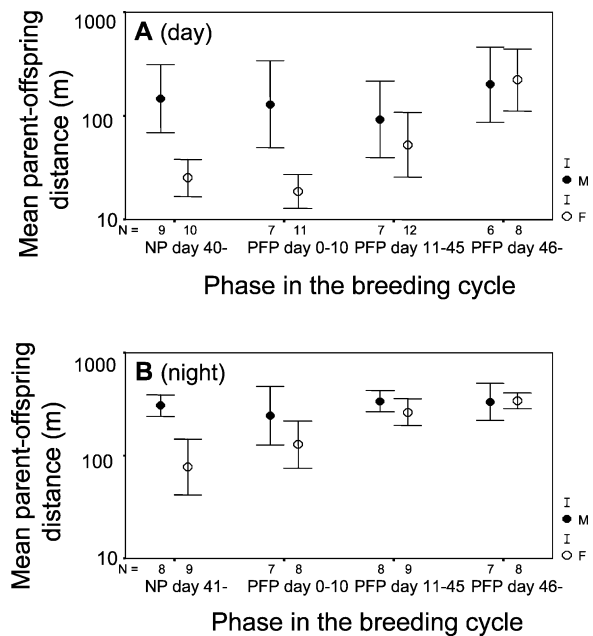 Mean parent-offspring
distance (m)
1000
100
10
A (day)
N = 9 10 7 11 7 12 6 8
NP day 40- PFP day 0-10 PFP day 11-45 PFP day 46-
Phase in the breeding cycle
M
F
Mean parent-offspring
distance (m)
1000
100
10
B (night)
N = 8 9 7 8 8 9 7 8
NP day 41- PFP day 0-10 PFP day 11-45 PFP day 46-
Phase in the breeding cycle
M
F